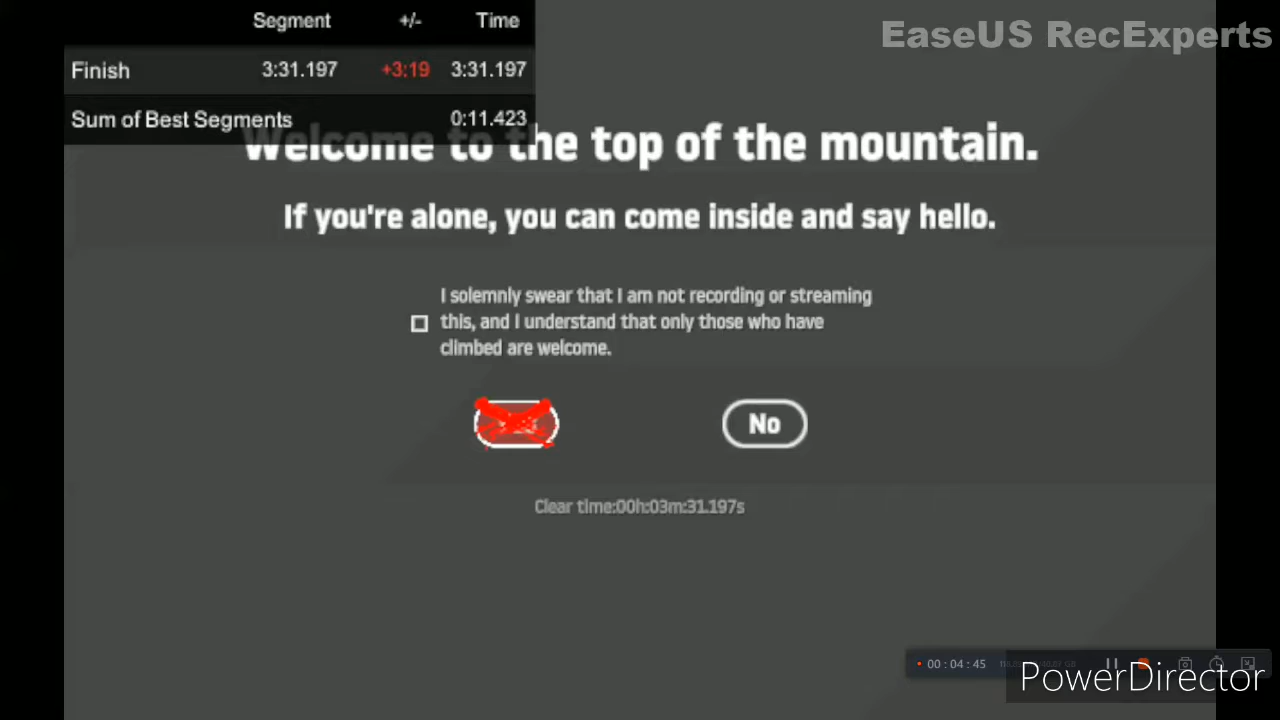 EaseUS RecExperts
Segment +/- Time
Finish 3:31.197 +3:19 3:31.197
Sum of Best Segments 0:11.423
Welcome to the top of the mountain.
If you're alone, you can come inside and say hello.
I solemnly swear that I am not recording or streaming
this, and I understand that only those who have
climbed are welcome.
No
Clear time:00h:03m:31.197s
00:04:45
PowerDirector